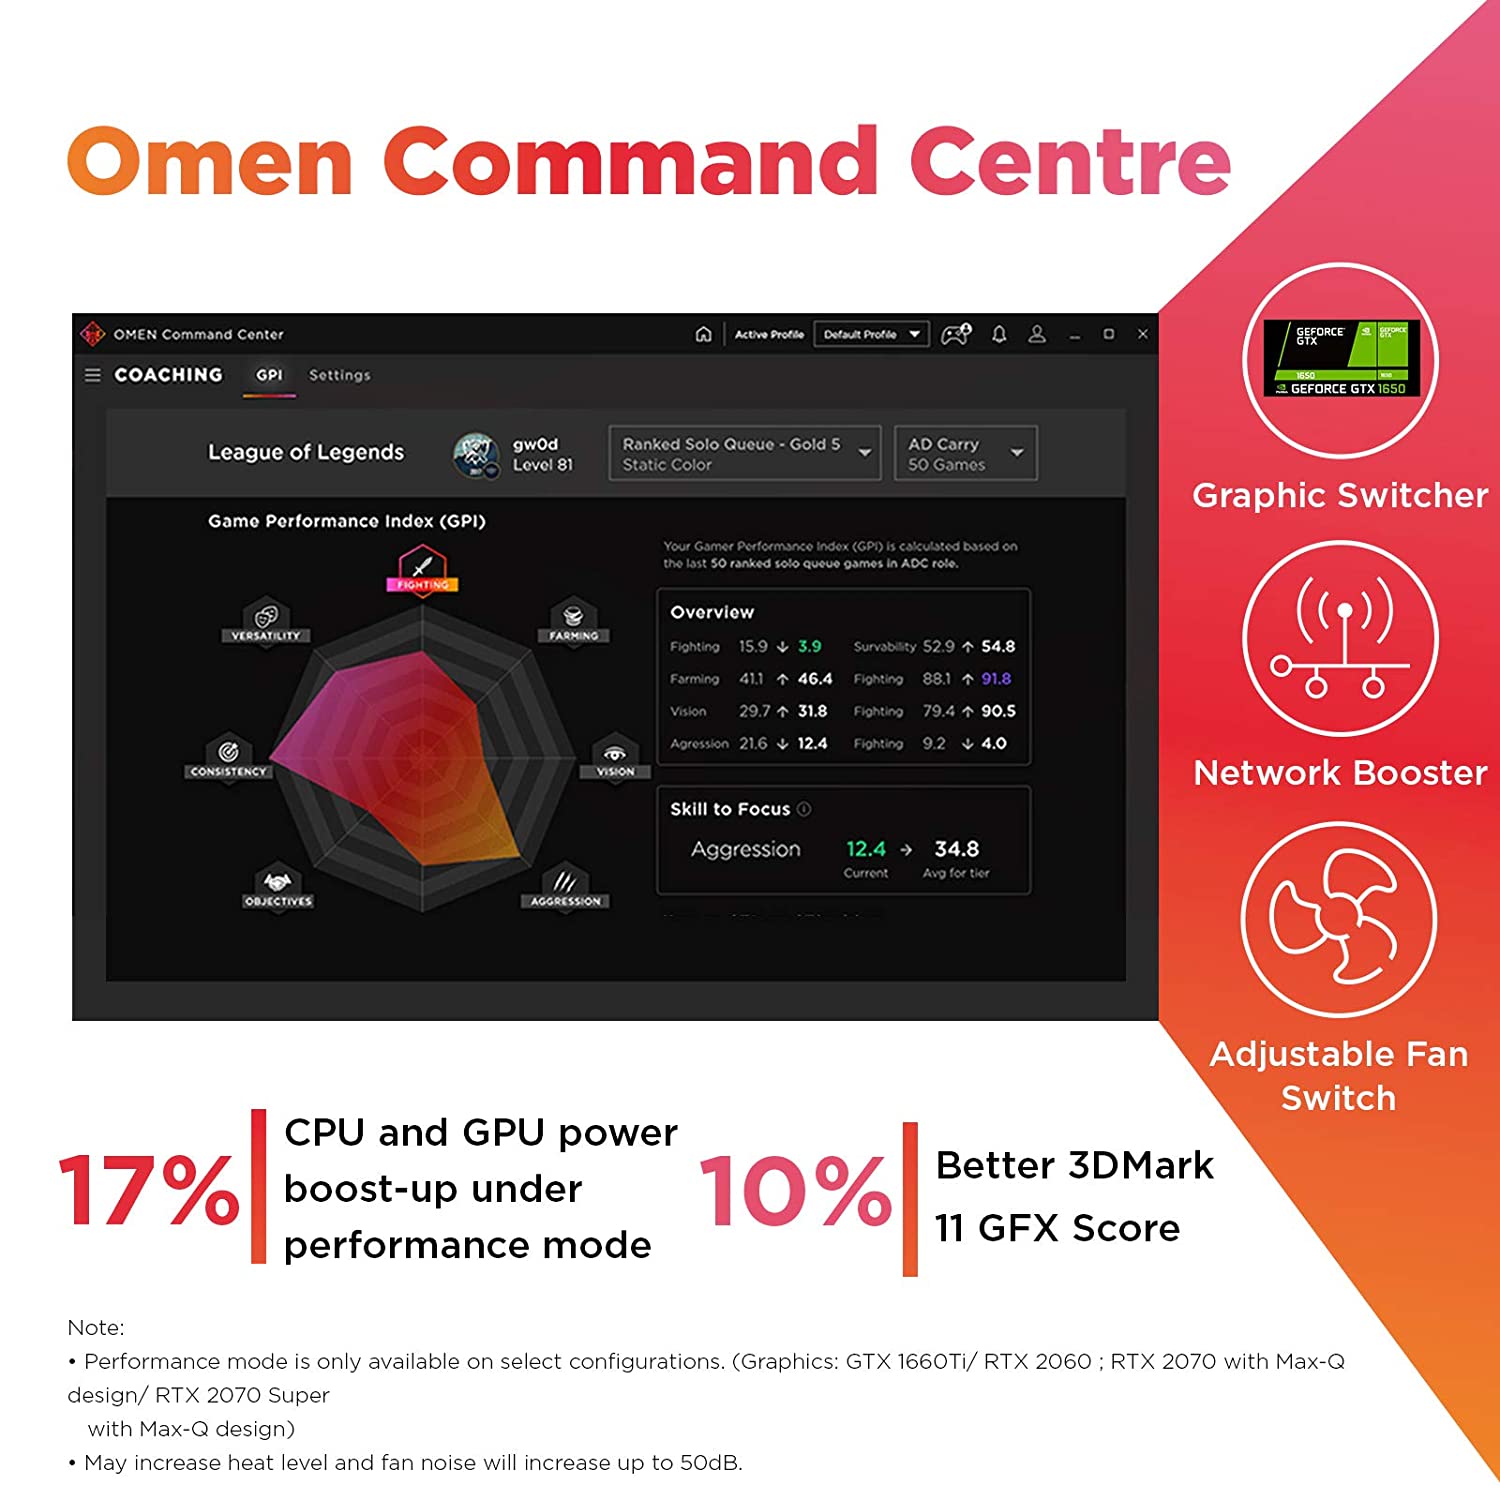 Omen Command Centre
OMEN Command Center
Active Profile
Default Profile
COACHING
GPI
Settings
League of Legends
gw0d
Level 81
Ranked Solo Queue - Gold 5
Static Color
AD Carry
50 Games
Game Performance Index (GPI)
FIGHTING
VERSATILITY
FARMING
CONSISTENCY
VISION
OBJECTIVES
AGGRESSION
Your Gamer Performance Index (GPI) is calculated based on
the last 50 ranked solo queue games in ADC role.
Overview
Fighting 15.9 ↓ 3.9 Survability 52.9 ↑ 54.8
Farming 41.1 ↑ 46.4 Fighting 88.1 ↑ 91.8
Vision 29.7 ↑ 31.8 Fighting 79.4 ↑ 90.5
Agression 21.6 ↓ 12.4 Fighting 9.2 ↓ 4.0
Skill to Focus
Aggression 12.4 → 34.8
Current Avg for tier
GEFORCE
GTX
GEFORCE
GTX
1650
1650
GEFORCE GTX 1650
Graphic Switcher
Network Booster
Adjustable Fan
Switch
17%
CPU and GPU power
boost-up under
performance mode
10%
Better 3DMark
11 GFX Score
Note:
• Performance mode is only available on select configurations. (Graphics: GTX 1660Ti/ RTX 2060 ; RTX 2070 with Max-Q
design/ RTX 2070 Super
with Max-Q design)
• May increase heat level and fan noise will increase up to 50dB.